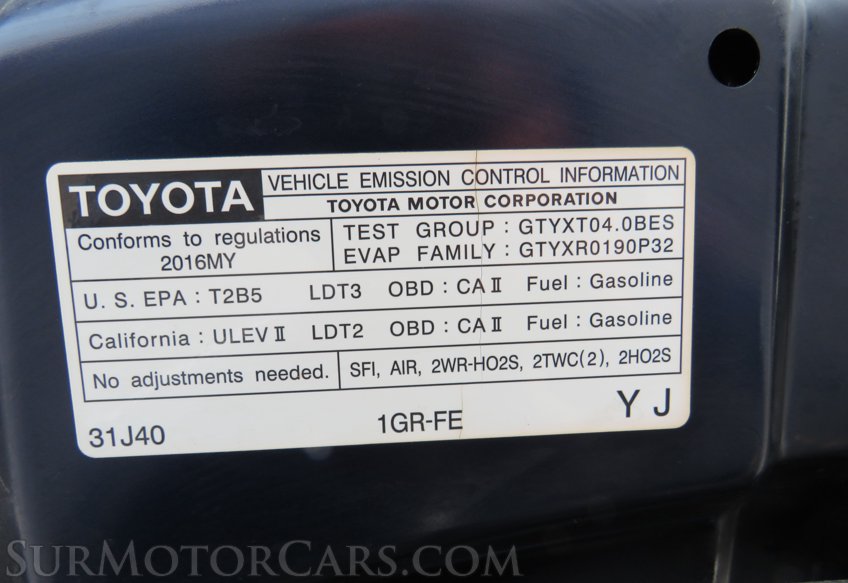 TOYOTA
VEHICLE EMISSION CONTROL INFORMATION
TOYOTA MOTOR CORPORATION
Conforms to regulations
2016MY
TEST GROUP : GTYXT04.0BES
EVAP FAMILY : GTYXR0190P32
U. S. EPA : T2B5 LDT3 OBD : CA II Fuel : Gasoline
California : ULEV II LDT2 OBD : CA II Fuel : Gasoline
No adjustments needed.
SFI, AIR, 2WR-HO2S, 2TWC(2), 2HO2S
31J40
1GR-FE
Y J
SURMOTORCARS.COM